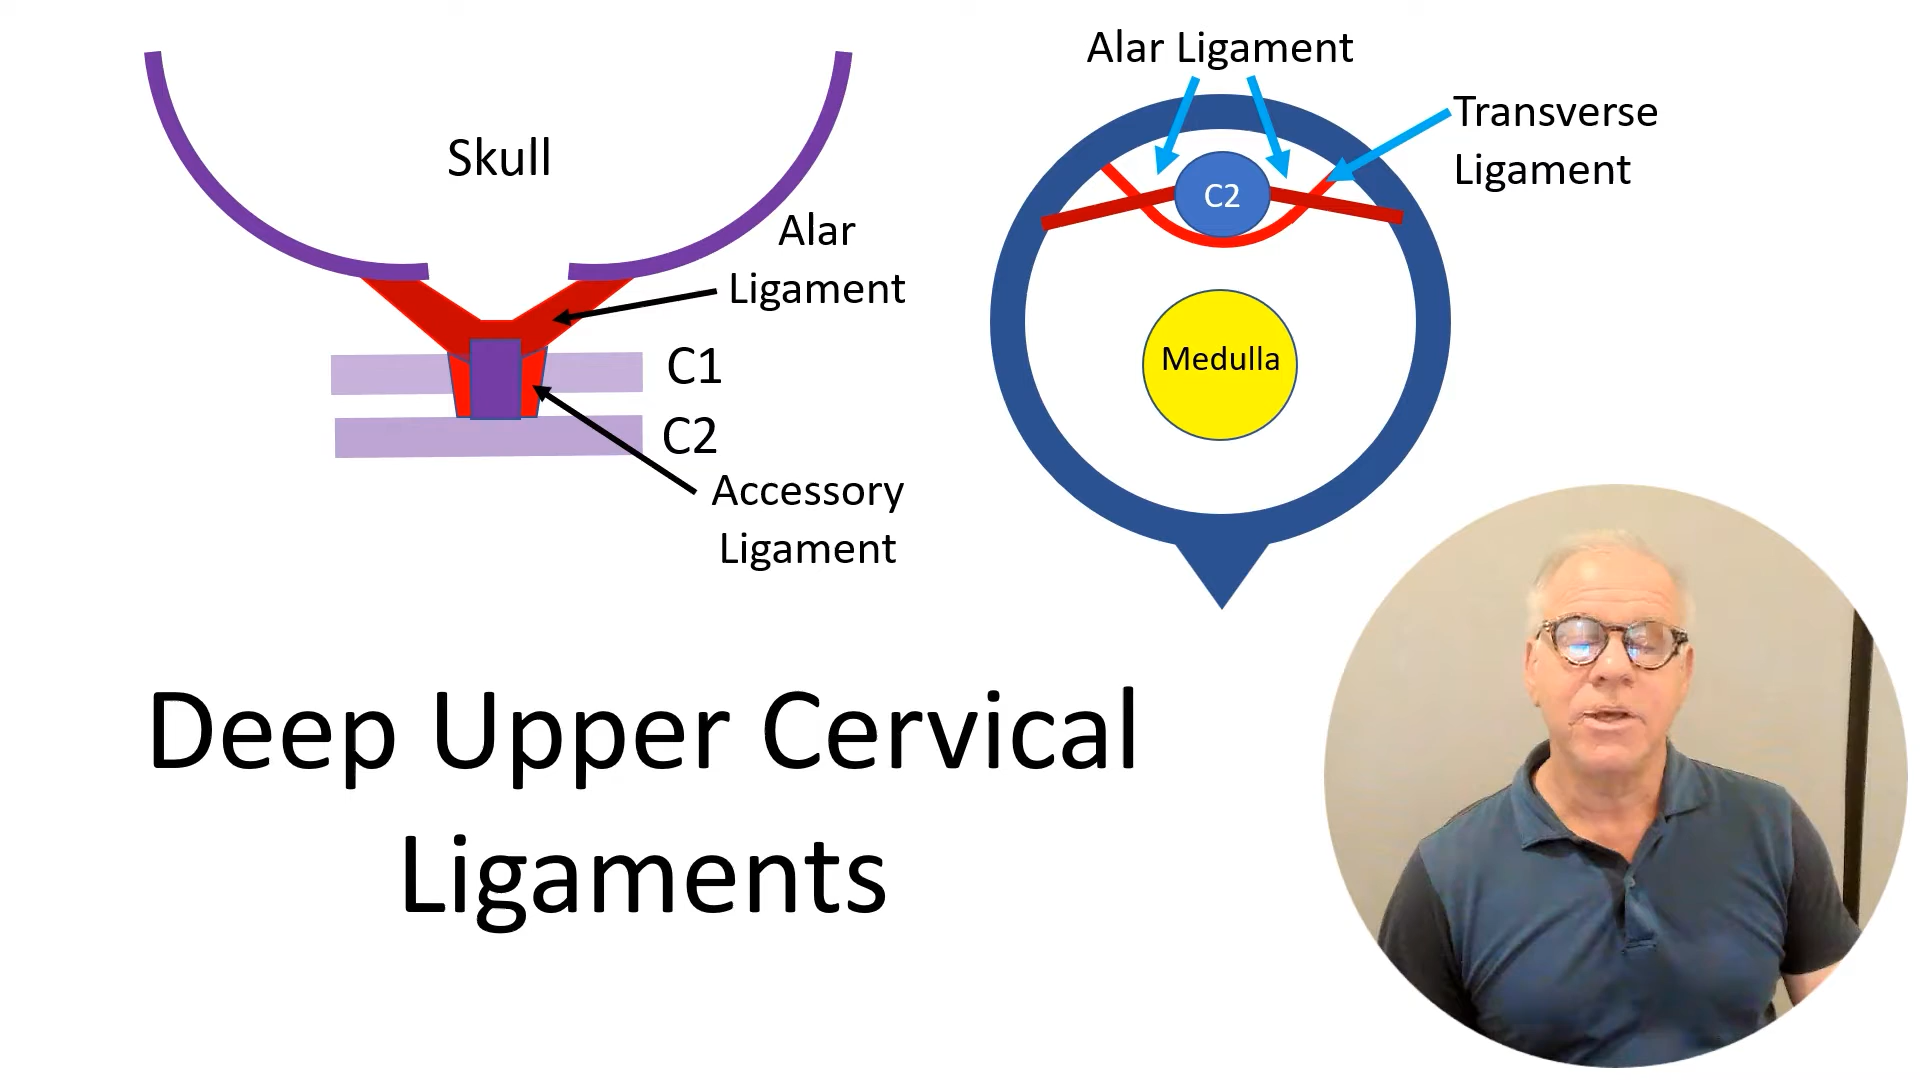 Skull
Alar
Ligament
C1
C2
Accessory
Ligament
Alar Ligament
Transverse
Ligament
C2
Medulla
Deep Upper Cervical
Ligaments